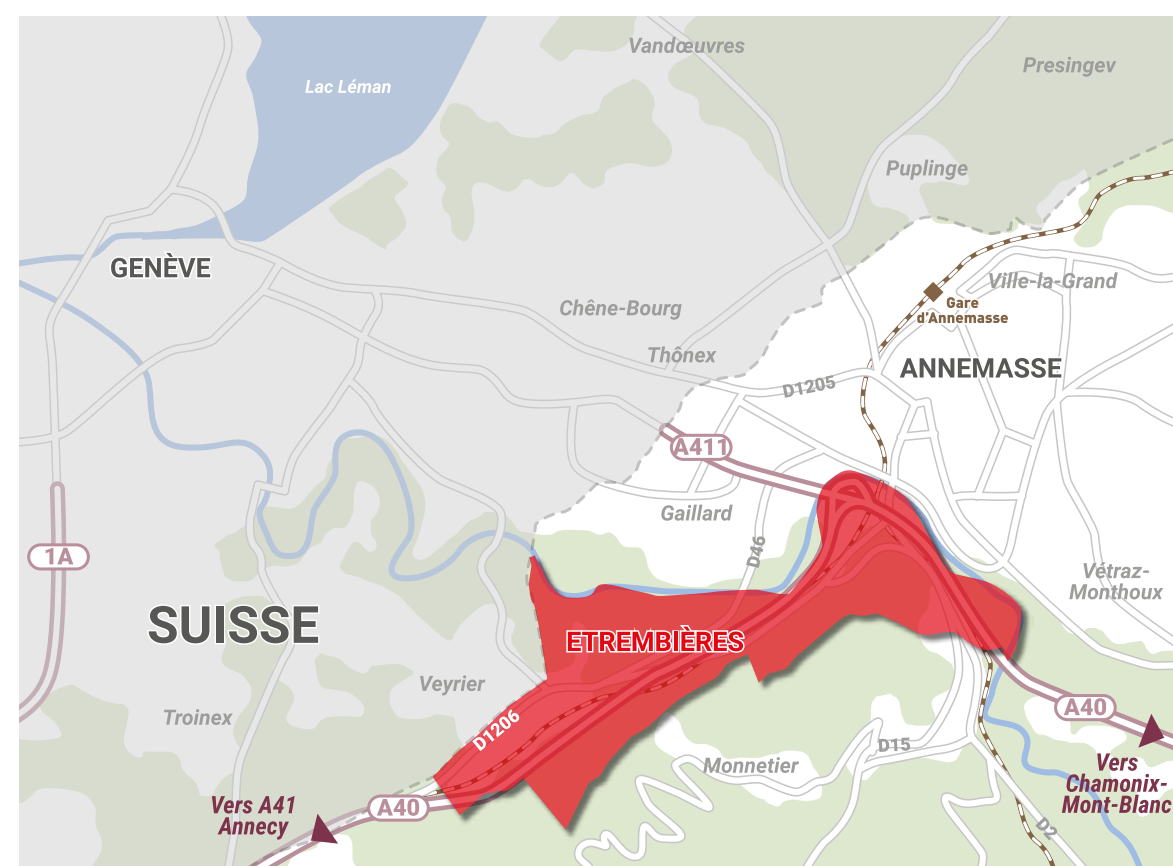 Vandœuvres
Presingev
Lac Léman
Puplinge
GENÈVE
Ville-la-Grand
Gare
d'Annemasse
Chêne-Bourg
Thônex
ANNEMASSE
D1205
A411
Gaillard
D46
1A
Vétraz-
Monthoux
SUISSE
ETREMBIÈRES
Veyrier
Troinex
A40
D1206
D15
Monnetier
Vers
Chamonix-
Mont-Blanc
Vers A41
Annecy
A40
D2